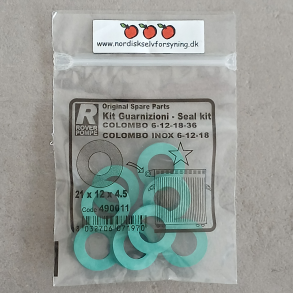 www.nordiskselvforsyning.dk
R
ROVER
POMPE
Original Spare Parts
Kit Guarnizioni - Seal kit
COLOMBO 6-12-18-36
COLOMBO INOX 6-12-18
21 x 12 x 4.5
Code 490011